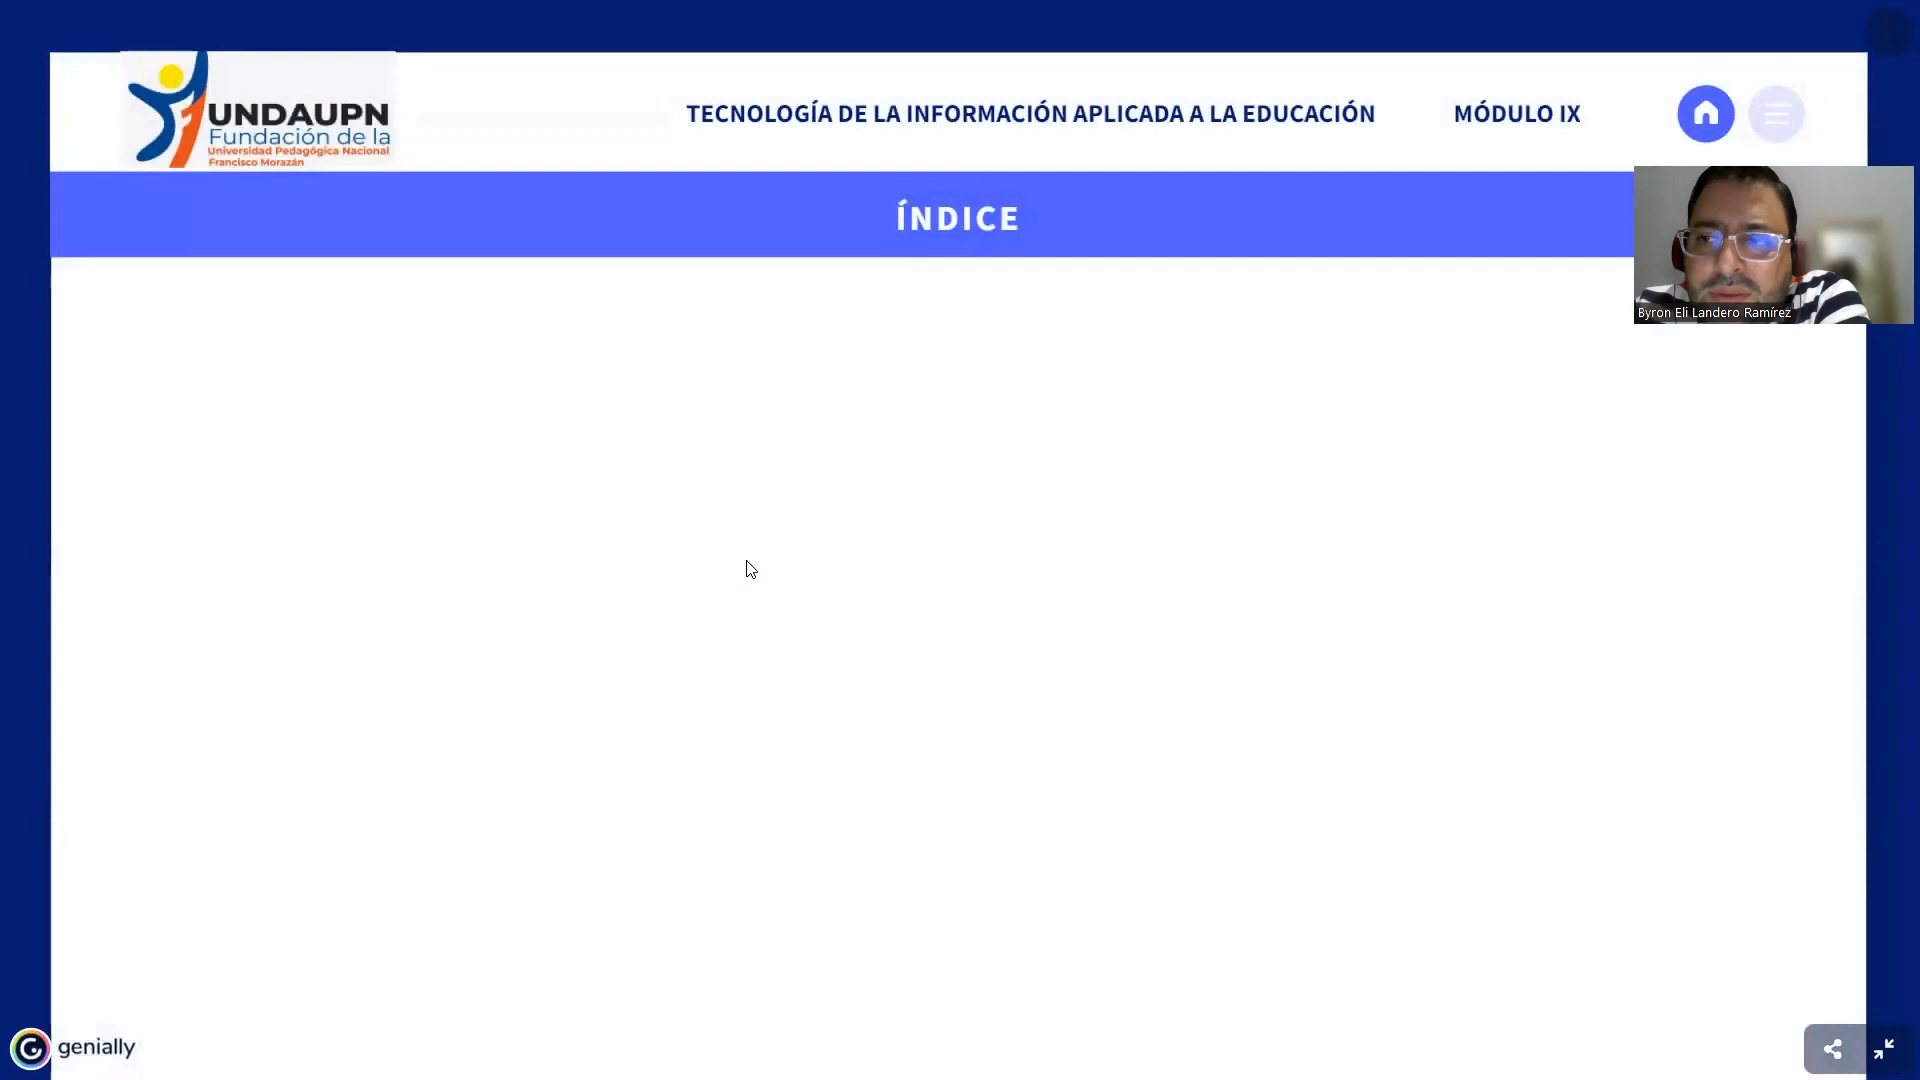 UNDAUPN
Fundación de la
Universidad Pedagógica Nacional
Francisco Morazán
TECNOLOGÍA DE LA INFORMACIÓN APLICADA A LA EDUCACIÓN
MÓDULO IX
ÍNDICE
Byron Eli Landero Ramírez
genially